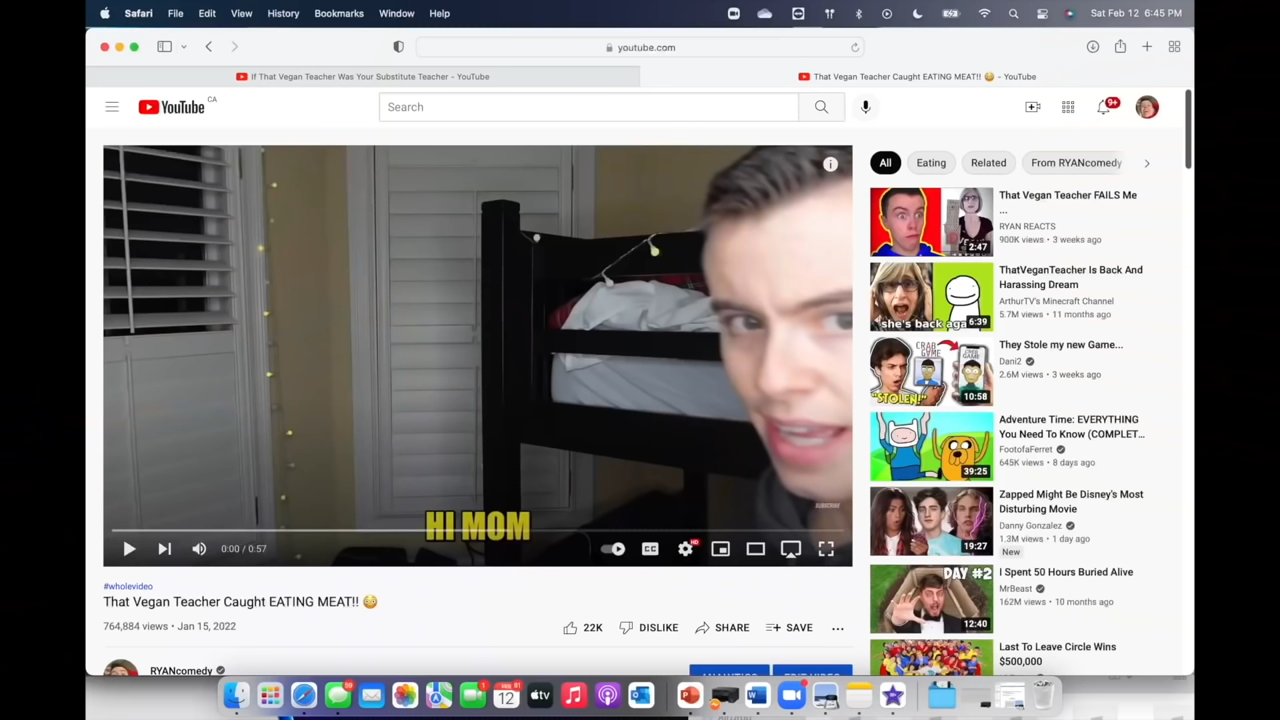 Safari File Edit View History Bookmarks Window Help
Sat Feb 12 6:45 PM
youtube.com
If That Vegan Teacher Was Your Substitute Teacher - YouTube
That Vegan Teacher Caught EATING MEAT!! 😳 - YouTube
YouTube CA
Search
9+
All Eating Related From RYANcomedy
HI MOM
SUBSCRIBE
0:00 / 0:57
CC
HD
#wholevideo
That Vegan Teacher Caught EATING MEAT!! 😳
764,884 views • Jan 15, 2022
22K DISLIKE SHARE SAVE
RYANcomedy
That Vegan Teacher FAILS Me
...
RYAN REACTS
900K views • 3 weeks ago
2:47
ThatVeganTeacher Is Back And
Harassing Dream
ArthurTV's Minecraft Channel
5.7M views • 11 months ago
she's back aga
6:39
They Stole my new Game...
Dani2
2.6M views • 3 weeks ago
CRAB GAME
"STOLEN!"
10:58
Adventure Time: EVERYTHING
You Need To Know (COMPLET...
FootofaFerret
645K views • 8 days ago
39:25
Zapped Might Be Disney's Most
Disturbing Movie
Danny Gonzalez
1.3M views • 1 day ago
New
19:27
I Spent 50 Hours Buried Alive
MrBeast
162M views • 10 months ago
DAY #2
12:40
Last To Leave Circle Wins
$500,000
12
tv